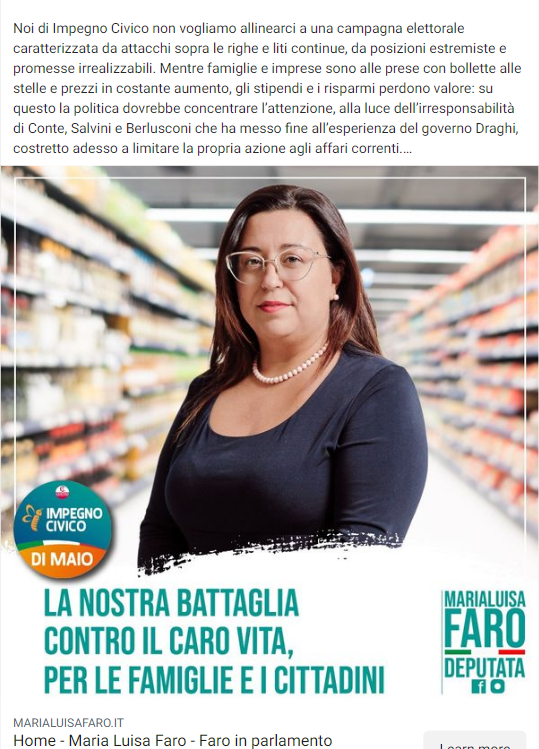 Noi di Impegno Civico non vogliamo allinearci a una campagna elettorale
caratterizzata da attacchi sopra le righe e liti continue, da posizioni estremiste e
promesse irrealizzabili. Mentre famiglie e imprese sono alle prese con bollette alle
stelle e prezzi in costante aumento, gli stipendi e i risparmi perdono valore: su
questo la politica dovrebbe concentrare l'attenzione, alla luce dell'irresponsabilità
di Conte, Salvini e Berlusconi che ha messo fine all'esperienza del governo Draghi,
costretto adesso a limitare la propria azione agli affari correnti....
IMPEGNO
CIVICO
DI MAIO
LA NOSTRA BATTAGLIA
CONTRO IL CARO VITA,
PER LE FAMIGLIE E I CITTADINI
MARIALUISA
FARO
DEPUTATA
MARIALUISAFARO.IT
Home - Maria Luisa Faro - Faro in parlamento
Learn more